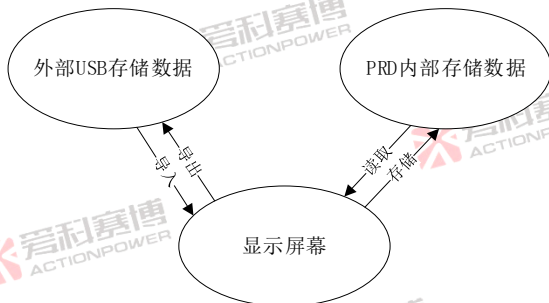 爱科赛博
ACTIONPOWER
外部USB存储数据
PRD内部存储数据
爱科赛博
ACTIONPOWER
导入
导出
读取
存储
显示屏幕
爱科赛博
ACTIONPOWER